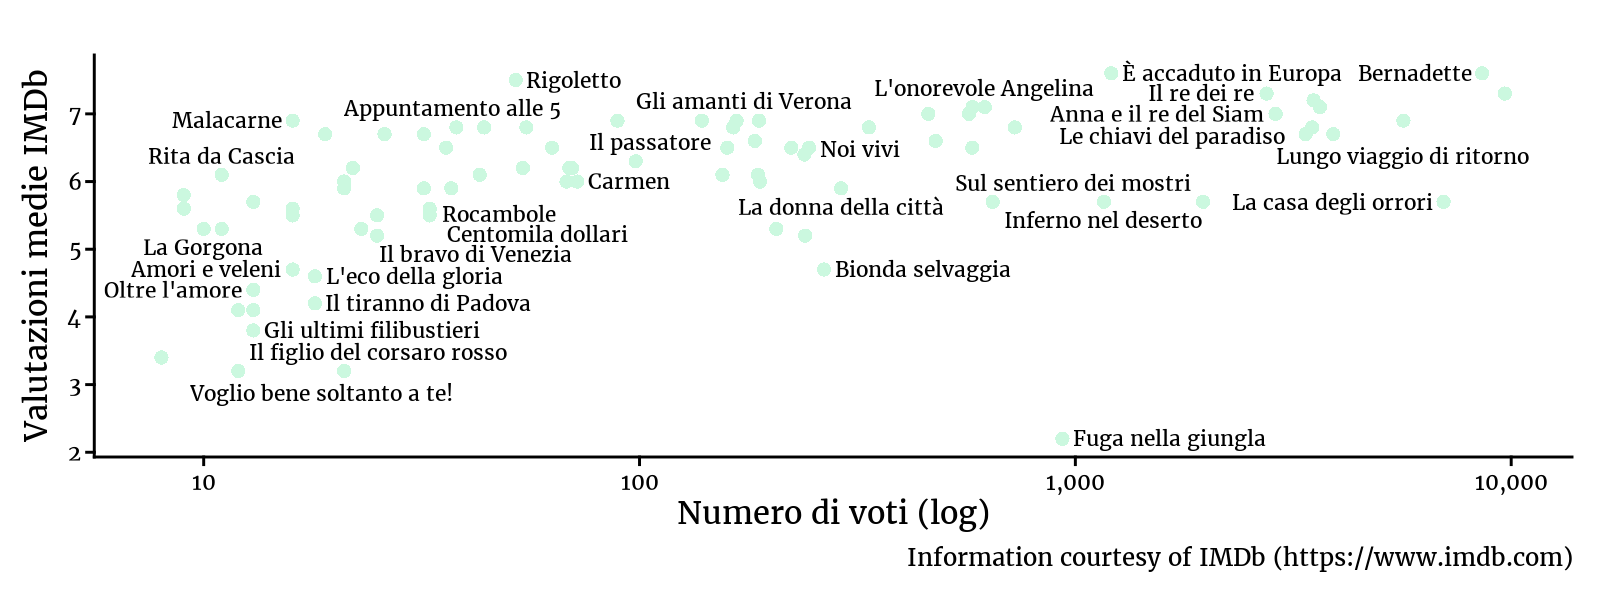 Rigoletto
È accaduto in Europa
Bernadette
L'onorevole Angelina
Il re dei re
Gli amanti di Verona
Appuntamento alle 5
Anna e il re del Siam
Malacarne
Le chiavi del paradiso
Il passatore
Noi vivi
Rita da Cascia
Lungo viaggio di ritorno
Carmen
Sul sentiero dei mostri
La casa degli orrori
La donna della città
Rocambole
Inferno nel deserto
Centomila dollari
La Gorgona
Il bravo di Venezia
Amori e veleni
L'eco della gloria
Bionda selvaggia
Oltre l'amore
Il tiranno di Padova
Gli ultimi filibustieri
Il figlio del corsaro rosso
Voglio bene soltanto a te!
Fuga nella giungla
Valutazioni medie IMDb
7
6
5
4
3
2
10
100
1,000
10,000
Numero di voti (log)
Information courtesy of IMDb (https://www.imdb.com)